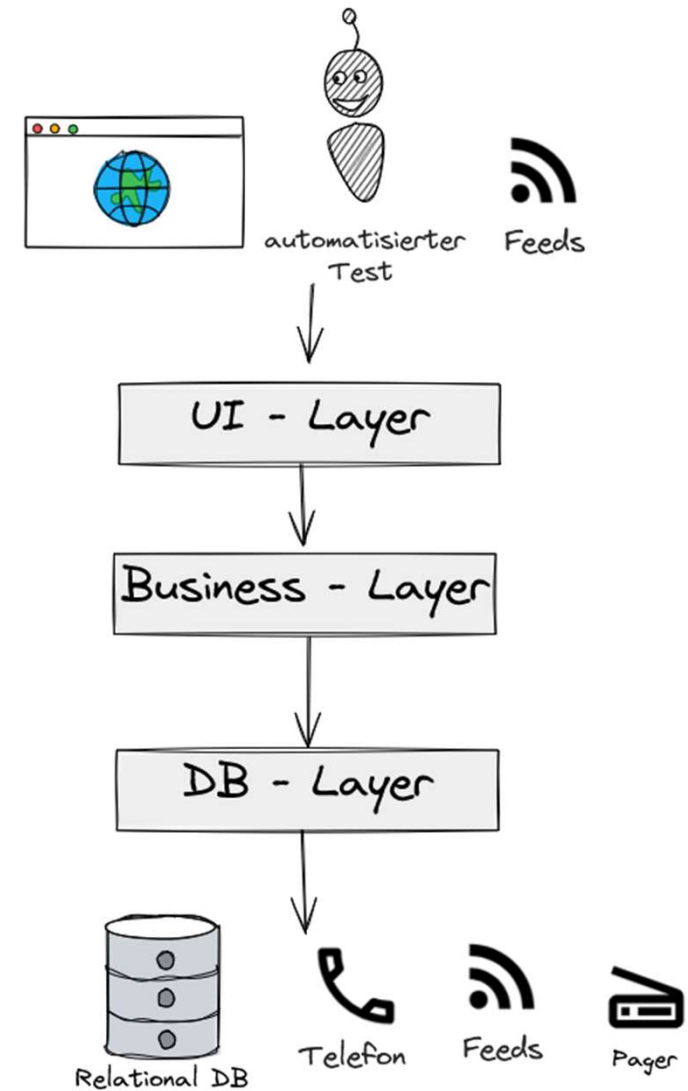 automatisierter
Test
Feeds
UI - Layer
Business - Layer
DB - Layer
Relational DB
Telefon
Feeds
Pager